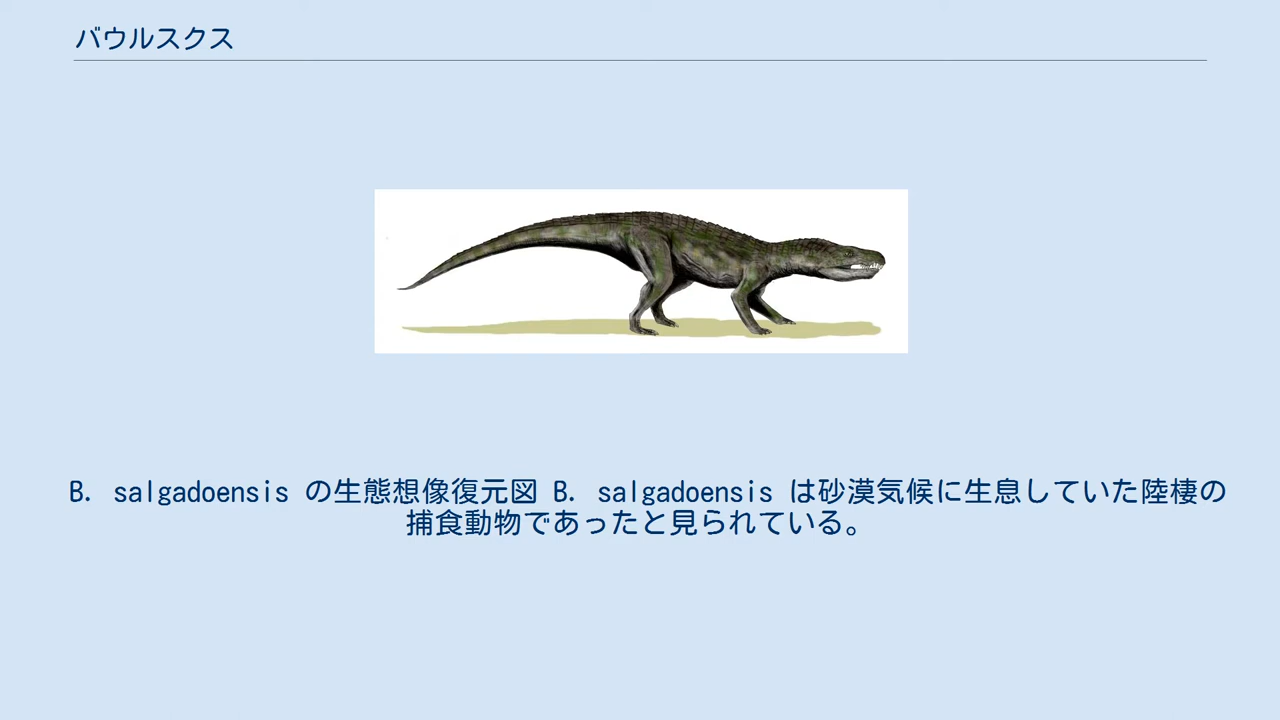 バウルスクス
B. salgadoensis の生態想像復元図 B. salgadoensis は砂漠気候に生息していた陸棲の
捕食動物であったと見られている。